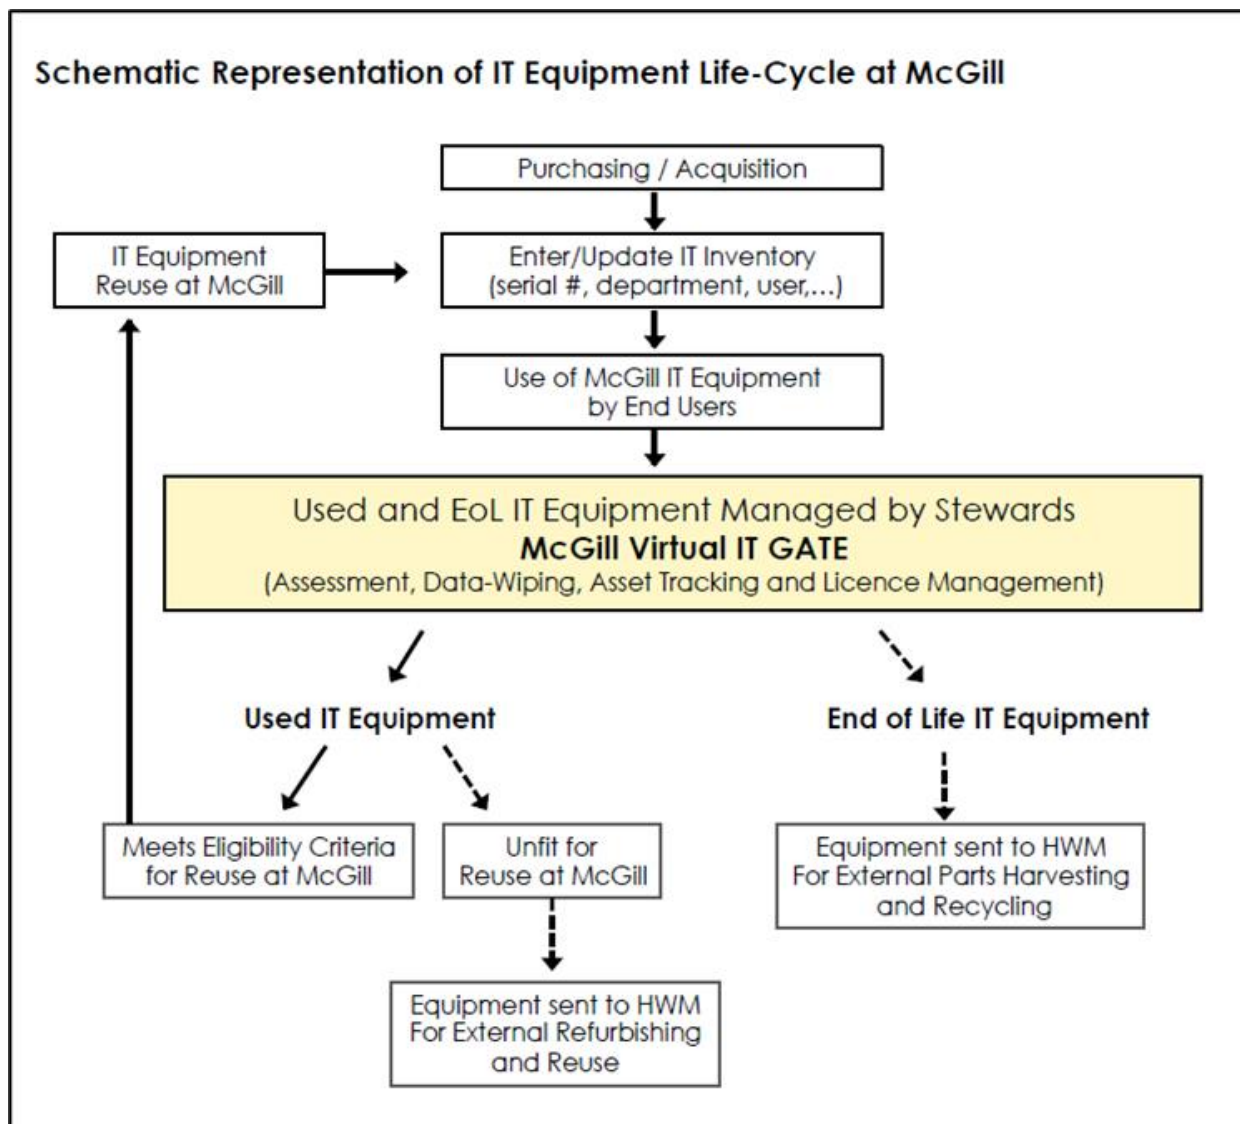 Schematic Representation of IT Equipment Life-Cycle at McGill
Purchasing / Acquisition
IT Equipment
Reuse at McGill
Enter/Update IT Inventory
(serial #, department, user,...)
Use of McGill IT Equipment
by End Users
Used and EoL IT Equipment Managed by Stewards
McGill Virtual IT GATE
(Assessment, Data-Wiping, Asset Tracking and Licence Management)
Used IT Equipment
End of Life IT Equipment
Meets Eligibility Criteria
for Reuse at McGill
Unfit for
Reuse at McGill
Equipment sent to HWM
For External Parts Harvesting
and Recycling
Equipment sent to HWM
For External Refurbishing
and Reuse